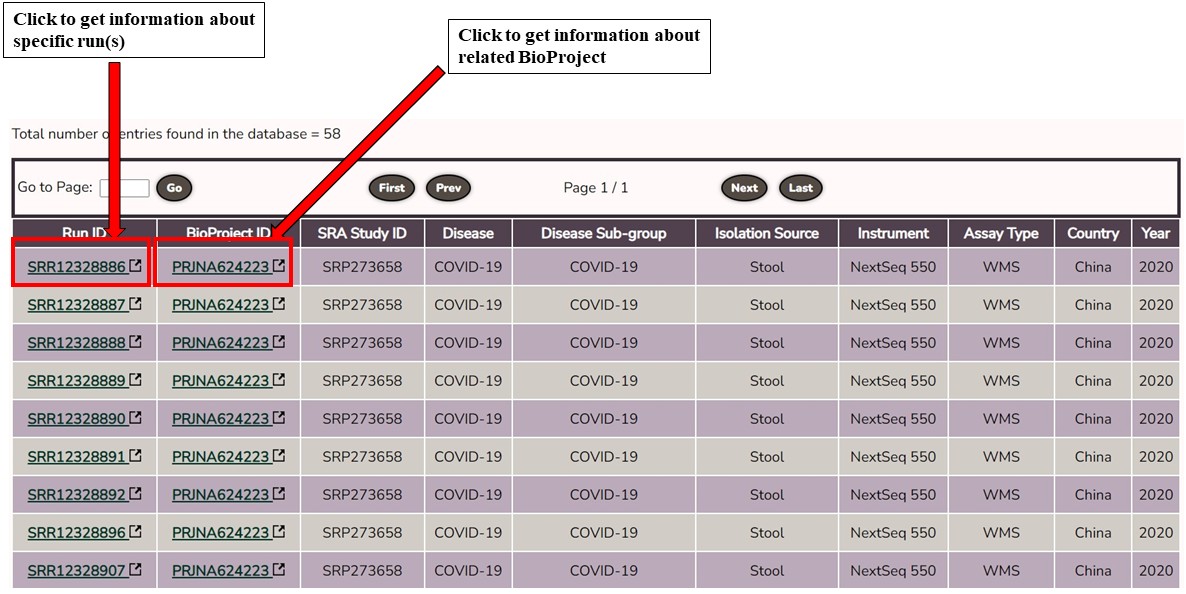 Click to get information about
specific run(s)
Click to get information about
related BioProject
Total number of entries found in the database = 58
Go to Page: Go First Prev Page 1 / 1 Next Last
Run ID BioProject ID SRA Study ID Disease Disease Sub-group Isolation Source Instrument Assay Type Country Year
SRR12328886 PRJNA624223 SRP273658 COVID-19 COVID-19 Stool NextSeq 550 WMS China 2020
SRR12328887 PRJNA624223 SRP273658 COVID-19 COVID-19 Stool NextSeq 550 WMS China 2020
SRR12328888 PRJNA624223 SRP273658 COVID-19 COVID-19 Stool NextSeq 550 WMS China 2020
SRR12328889 PRJNA624223 SRP273658 COVID-19 COVID-19 Stool NextSeq 550 WMS China 2020
SRR12328890 PRJNA624223 SRP273658 COVID-19 COVID-19 Stool NextSeq 550 WMS China 2020
SRR12328891 PRJNA624223 SRP273658 COVID-19 COVID-19 Stool NextSeq 550 WMS China 2020
SRR12328892 PRJNA624223 SRP273658 COVID-19 COVID-19 Stool NextSeq 550 WMS China 2020
SRR12328896 PRJNA624223 SRP273658 COVID-19 COVID-19 Stool NextSeq 550 WMS China 2020
SRR12328907 PRJNA624223 SRP273658 COVID-19 COVID-19 Stool NextSeq 550 WMS China 2020